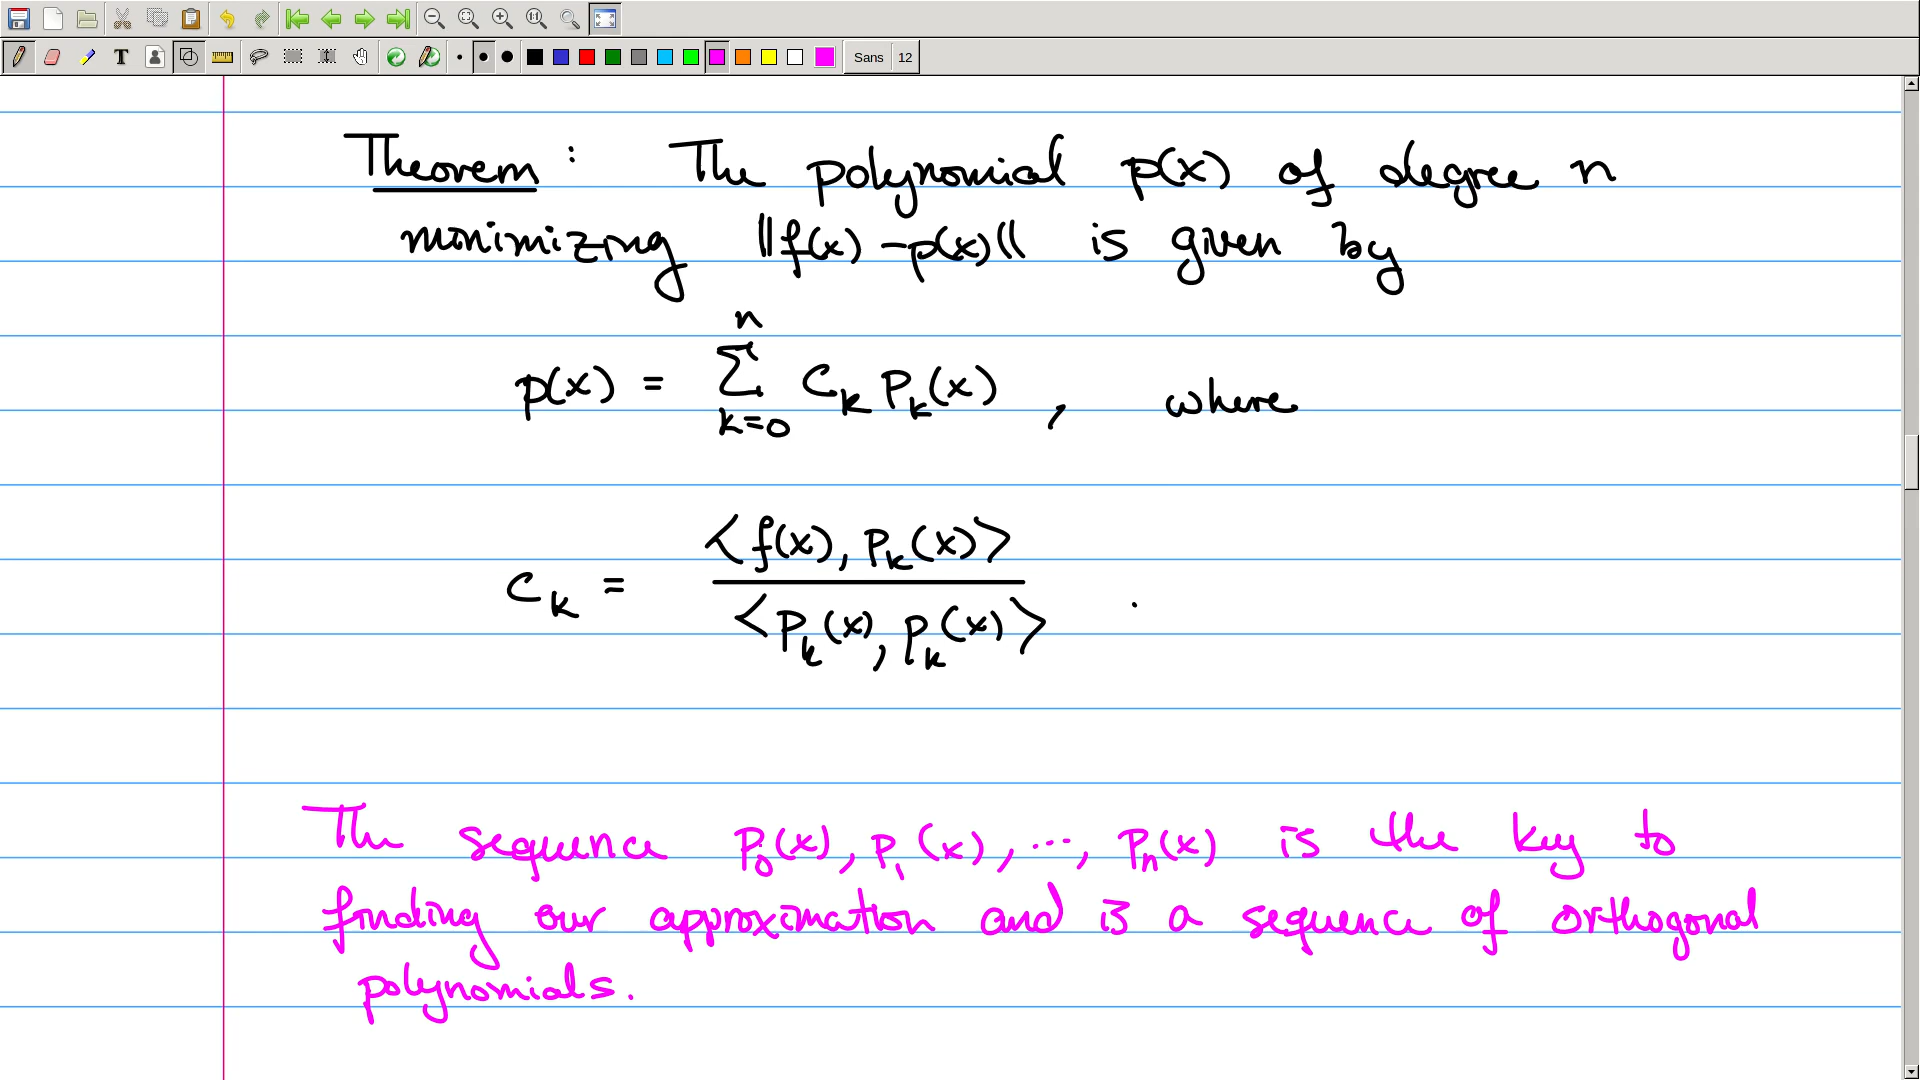 Sans 12
Theorem : The polynomial p(x) of degree n
minimizing ||f(x) - p(x)|| is given by
p(x) = ∑_{k=0}^{n} c_k P_k(x) , where
c_k = <f(x), P_k(x)> / <P_k(x), P_k(x)> .
The sequence P_0(x), P_1(x), ..., P_n(x) is the key to
finding our approximation and is a sequence of orthogonal
polynomials.